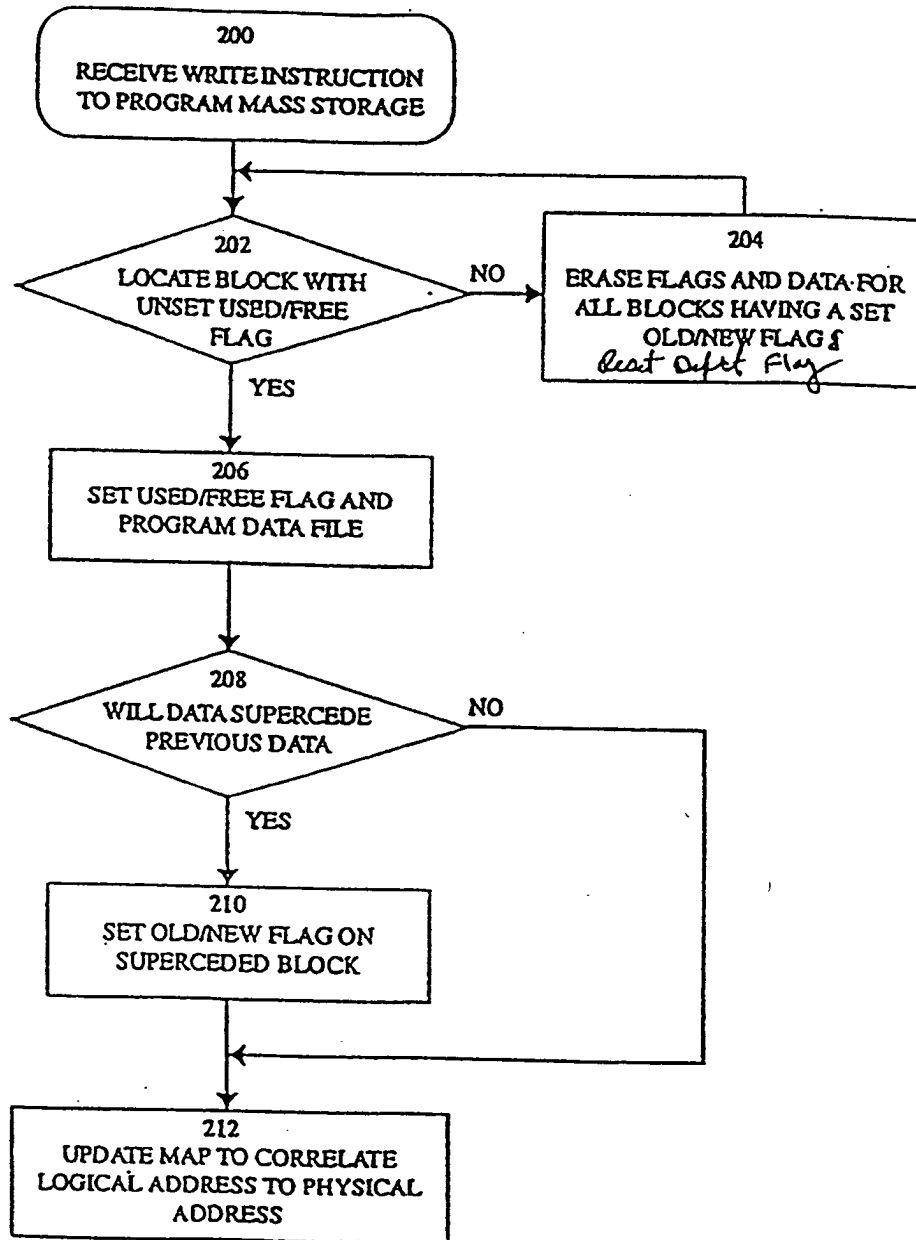 200
RECEIVE WRITE INSTRUCTION
TO PROGRAM MASS STORAGE
202
LOCATE BLOCK WITH
UNSET USED/FREE
FLAG
NO
204
ERASE FLAGS AND DATA FOR
ALL BLOCKS HAVING A SET
OLD/NEW FLAG &
Reset Flag
YES
206
SET USED/FREE FLAG AND
PROGRAM DATA FILE
208
WILL DATA SUPERCEDE
PREVIOUS DATA
NO
YES
210
SET OLD/NEW FLAG ON
SUPERCEDED BLOCK
212
UPDATE MAP TO CORRELATE
LOGICAL ADDRESS TO PHYSICAL
ADDRESS